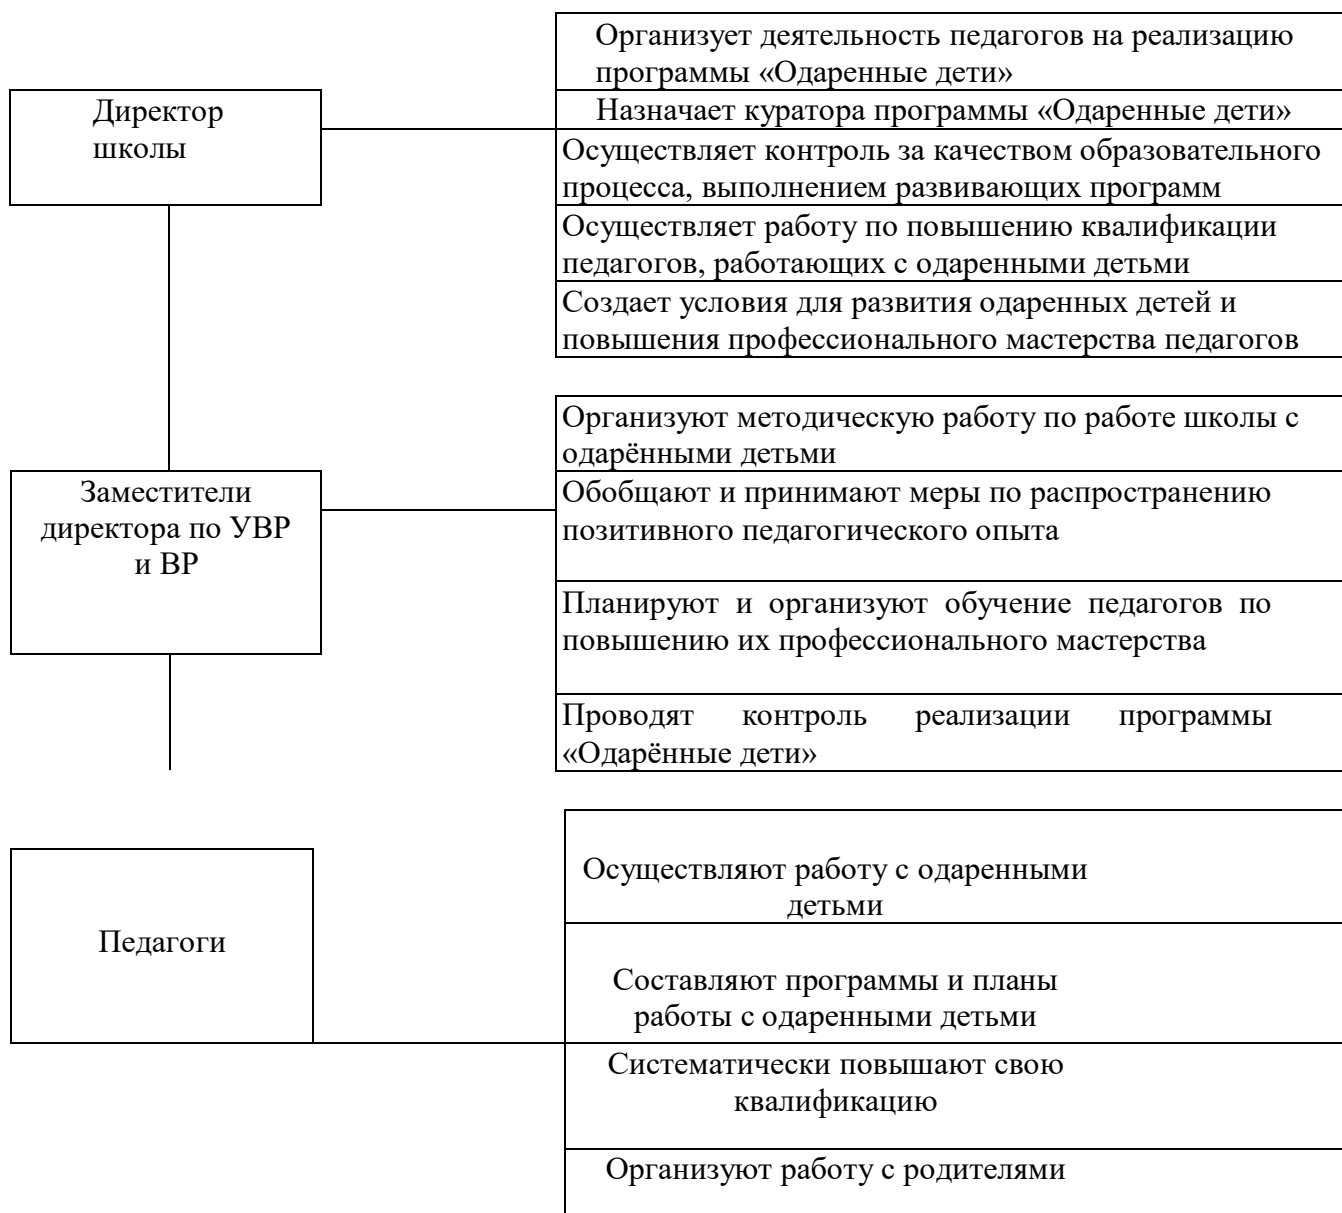 Директор
школы
Организует деятельность педагогов на реализацию
программы «Одаренные дети»
Назначает куратора программы «Одаренные дети»
Осуществляет контроль за качеством образовательного
процесса, выполнением развивающих программ
Осуществляет работу по повышению квалификации
педагогов, работающих с одаренными детьми
Создает условия для развития одаренных детей и
повышения профессионального мастерства педагогов
Заместители
директора по УВР
и ВР
Организуют методическую работу по работе школы с
одарёнными детьми
Обобщают и принимают меры по распространению
позитивного педагогического опыта
Планируют и организуют обучение педагогов по
повышению их профессионального мастерства
Проводят контроль реализации программы
«Одарённые дети»
Педагоги
Осуществляют работу с одаренными
детьми
Составляют программы и планы
работы с одаренными детьми
Систематически повышают свою
квалификацию
Организуют работу с родителями